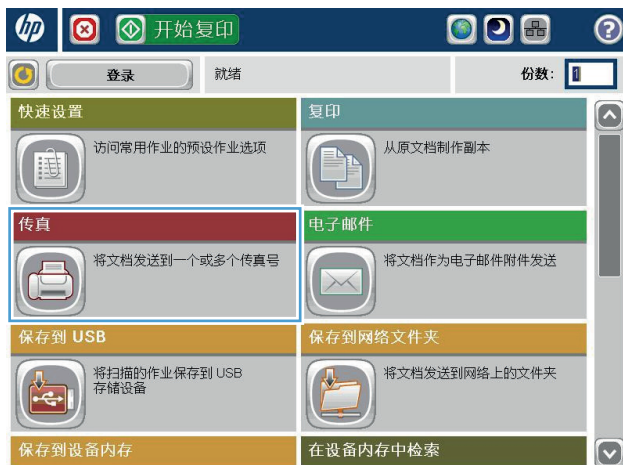 hp 开始复印 ?
登录 就绪 份数: 1
快速设置 复印
访问常用作业的预设作业选项 从原文档制作副本
传真 电子邮件
将文档发送到一个或多个传真号 将文档作为电子邮件附件发送
保存到 USB 保存到网络文件夹
将扫描的作业保存到 USB 将文档发送到网络上的文件夹
存储设备
保存到设备内存 在设备内存中检索